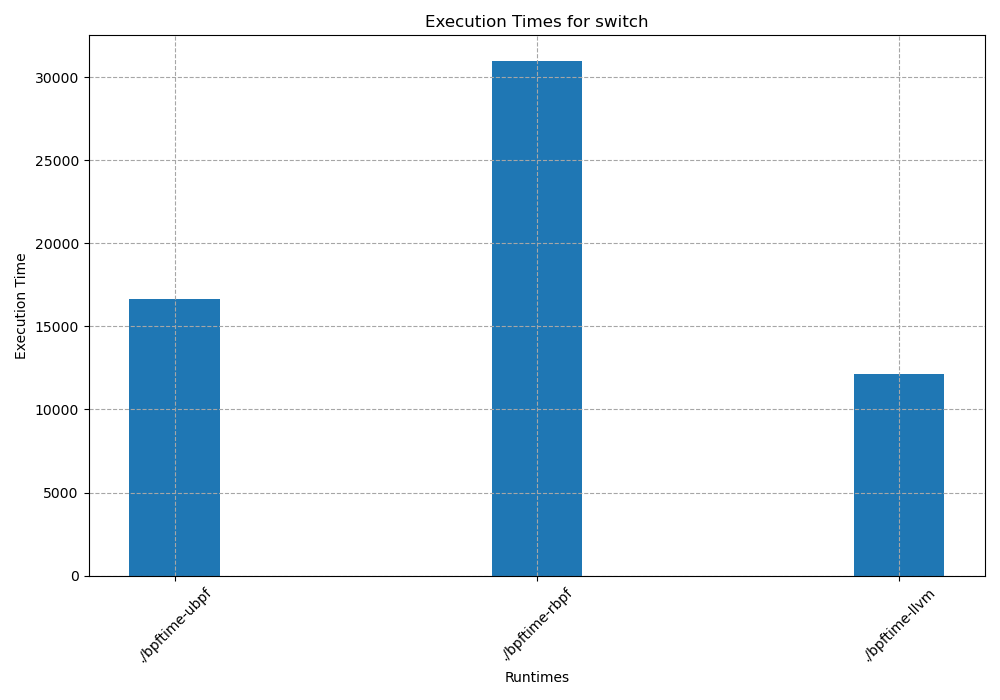 Execution Times for switch
30000
25000
20000
15000
10000
5000
0
Execution Time
./bpftime-ubpf
./bpftime-rbpf
./bpftime-llvm
Runtimes